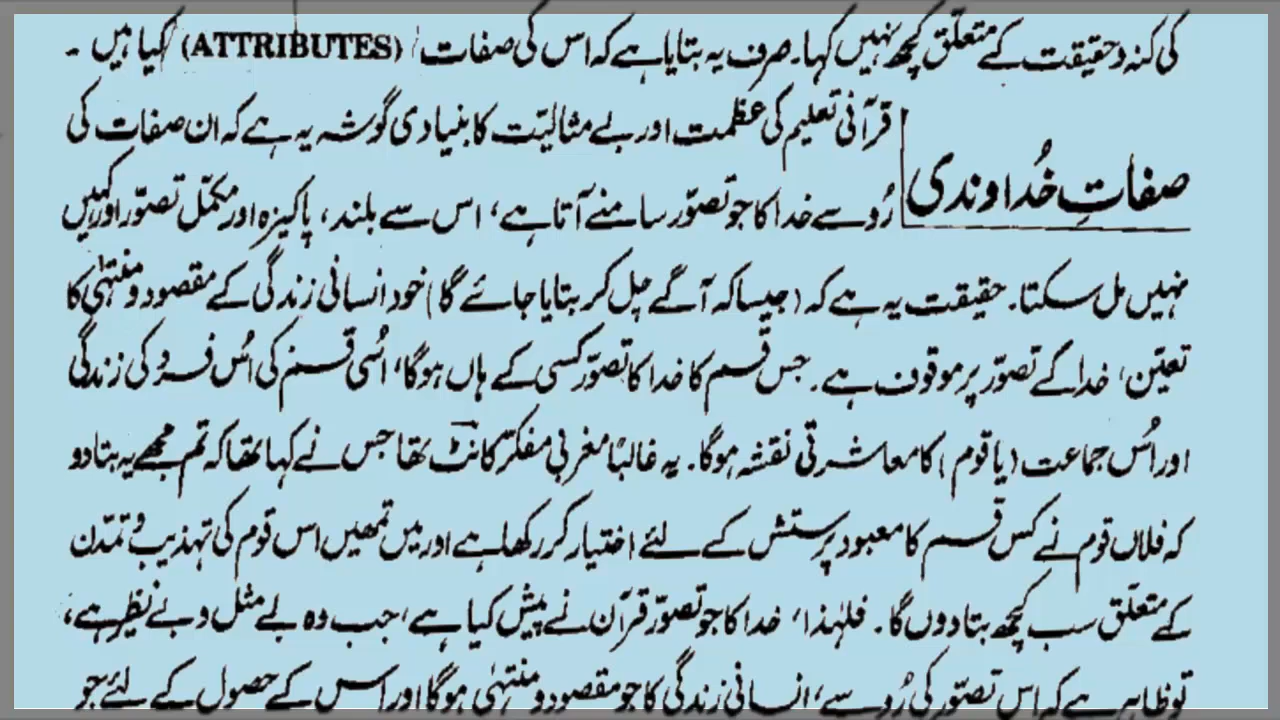 کی کنہ و حقیقت کے متعلق کچھ نہیں کہا۔ صرف یہ بتایا ہے کہ اس کی صفات (ATTRIBUTES) کیا ہیں ۔
قرآنی تعلیم کی عظمت اور بے مثالیّت کا بنیادی گوشہ یہ ہے کہ ان صفات کی
صفاتِ خُداوندی
رُو سے خدا کا جو تصوّر سامنے آتا ہے، اس سے بلند، پاکیزہ اور مکمّل تصوّر اور کہیں
نہیں مل سکتا۔ حقیقت یہ ہے کہ (جیسا کہ آگے چل کر بتایا جائے گا) خود انسانی زندگی کے مقصود و منتہیٰ کا
تعیّن، خدا کے تصوّر پر موقوف ہے۔ جس قسم کا خدا کا تصوّر کسی کے ہاں ہوگا، اُسی قسم کی اُس فرد کی زندگی
اور اُس جماعت (یا قوم) کا معاشرتی نقشہ ہوگا۔ یہ غالباً مغربی مفکّر کانٹ تھا جس نے کہا تھا کہ تم مجھے یہ بتا دو
کہ فلاں قوم نے کس قسم کا معبود پرستش کے لئے اختیار کر رکھا ہے اور میں تمھیں اس قوم کی تہذیب و تمدّن
کے متعلّق سب کچھ بتا دوں گا۔ فلہٰذا، خدا کا جو تصوّر قرآن نے پیش کیا ہے، جب وہ بے مثل و بے نظیر ہے،
تو ظاہر ہے کہ اس تصوّر کی رُو سے، انسانی زندگی کا جو مقصود و منتہیٰ ہوگا اور اس کے حصول کے لئے جو